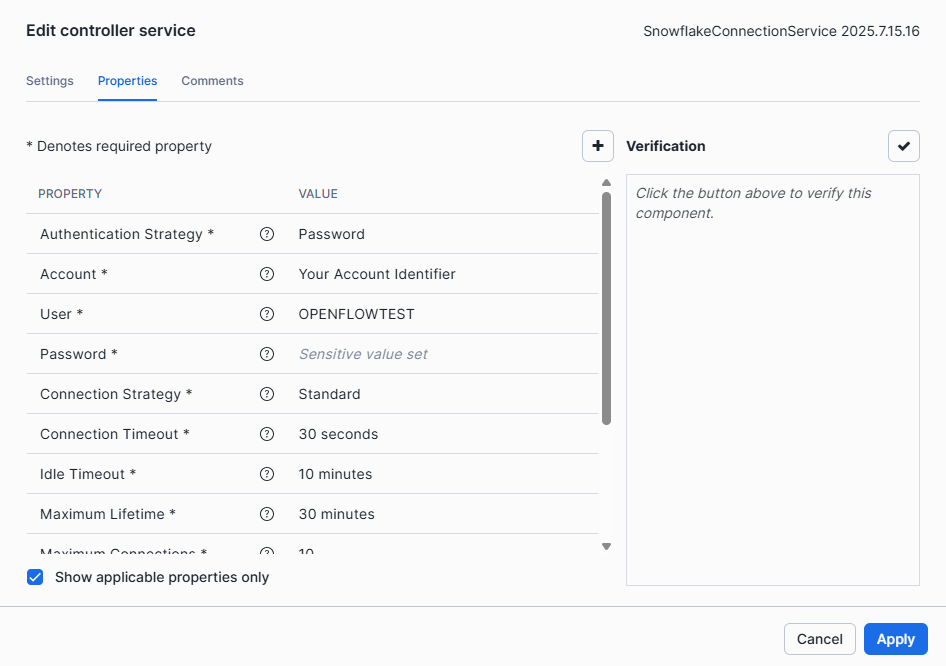 Edit controller service
SnowflakeConnectionService 2025.7.15.16
Settings Properties Comments
* Denotes required property
Verification
PROPERTY VALUE
Authentication Strategy * Password
Account * Your Account Identifier
User * OPENFLOWTEST
Password * Sensitive value set
Connection Strategy * Standard
Connection Timeout * 30 seconds
Idle Timeout * 10 minutes
Maximum Lifetime * 30 minutes
Maximum Connections * 10
Click the button above to verify this
component.
Show applicable properties only
Cancel Apply